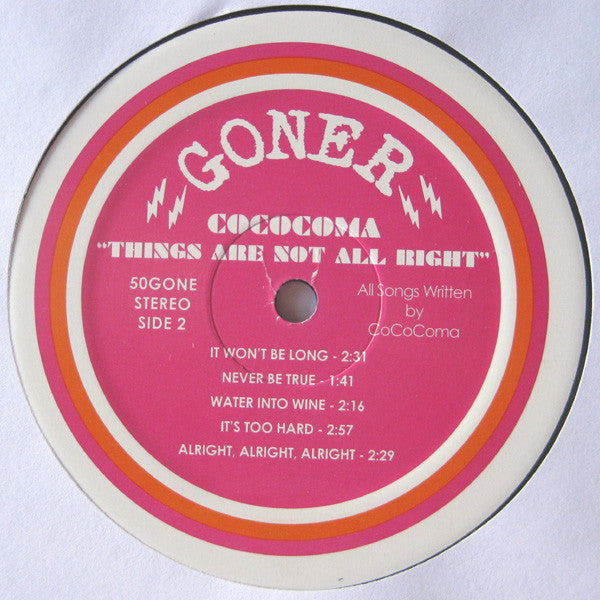 GONER
COCOCOMA
"THINGS ARE NOT ALL RIGHT"
50GONE
STEREO
SIDE 2
All Songs Written
by
CoCoComa
IT WON'T BE LONG - 2:31
NEVER BE TRUE - 1:41
WATER INTO WINE - 2:16
IT'S TOO HARD - 2:57
ALRIGHT, ALRIGHT, ALRIGHT - 2:29